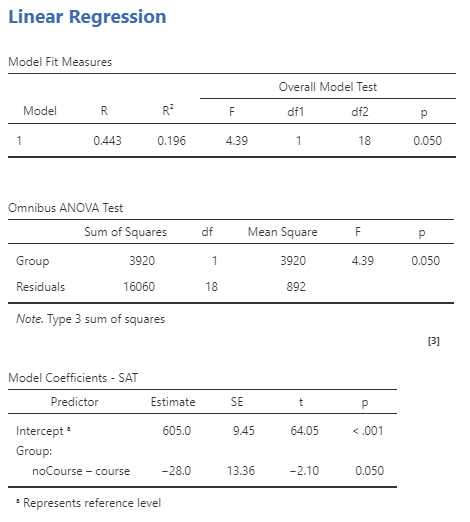 Linear Regression
Model Fit Measures
Overall Model Test
Model R R² F df1 df2 p
1 0.443 0.196 4.39 1 18 0.050
Omnibus ANOVA Test
Sum of Squares df Mean Square F p
Group 3920 1 3920 4.39 0.050
Residuals 16060 18 892
Note. Type 3 sum of squares
[3]
Model Coefficients - SAT
Predictor Estimate SE t p
Intercept ª 605.0 9.45 64.05 < .001
Group:
noCourse – course −28.0 13.36 −2.10 0.050
ª Represents reference level